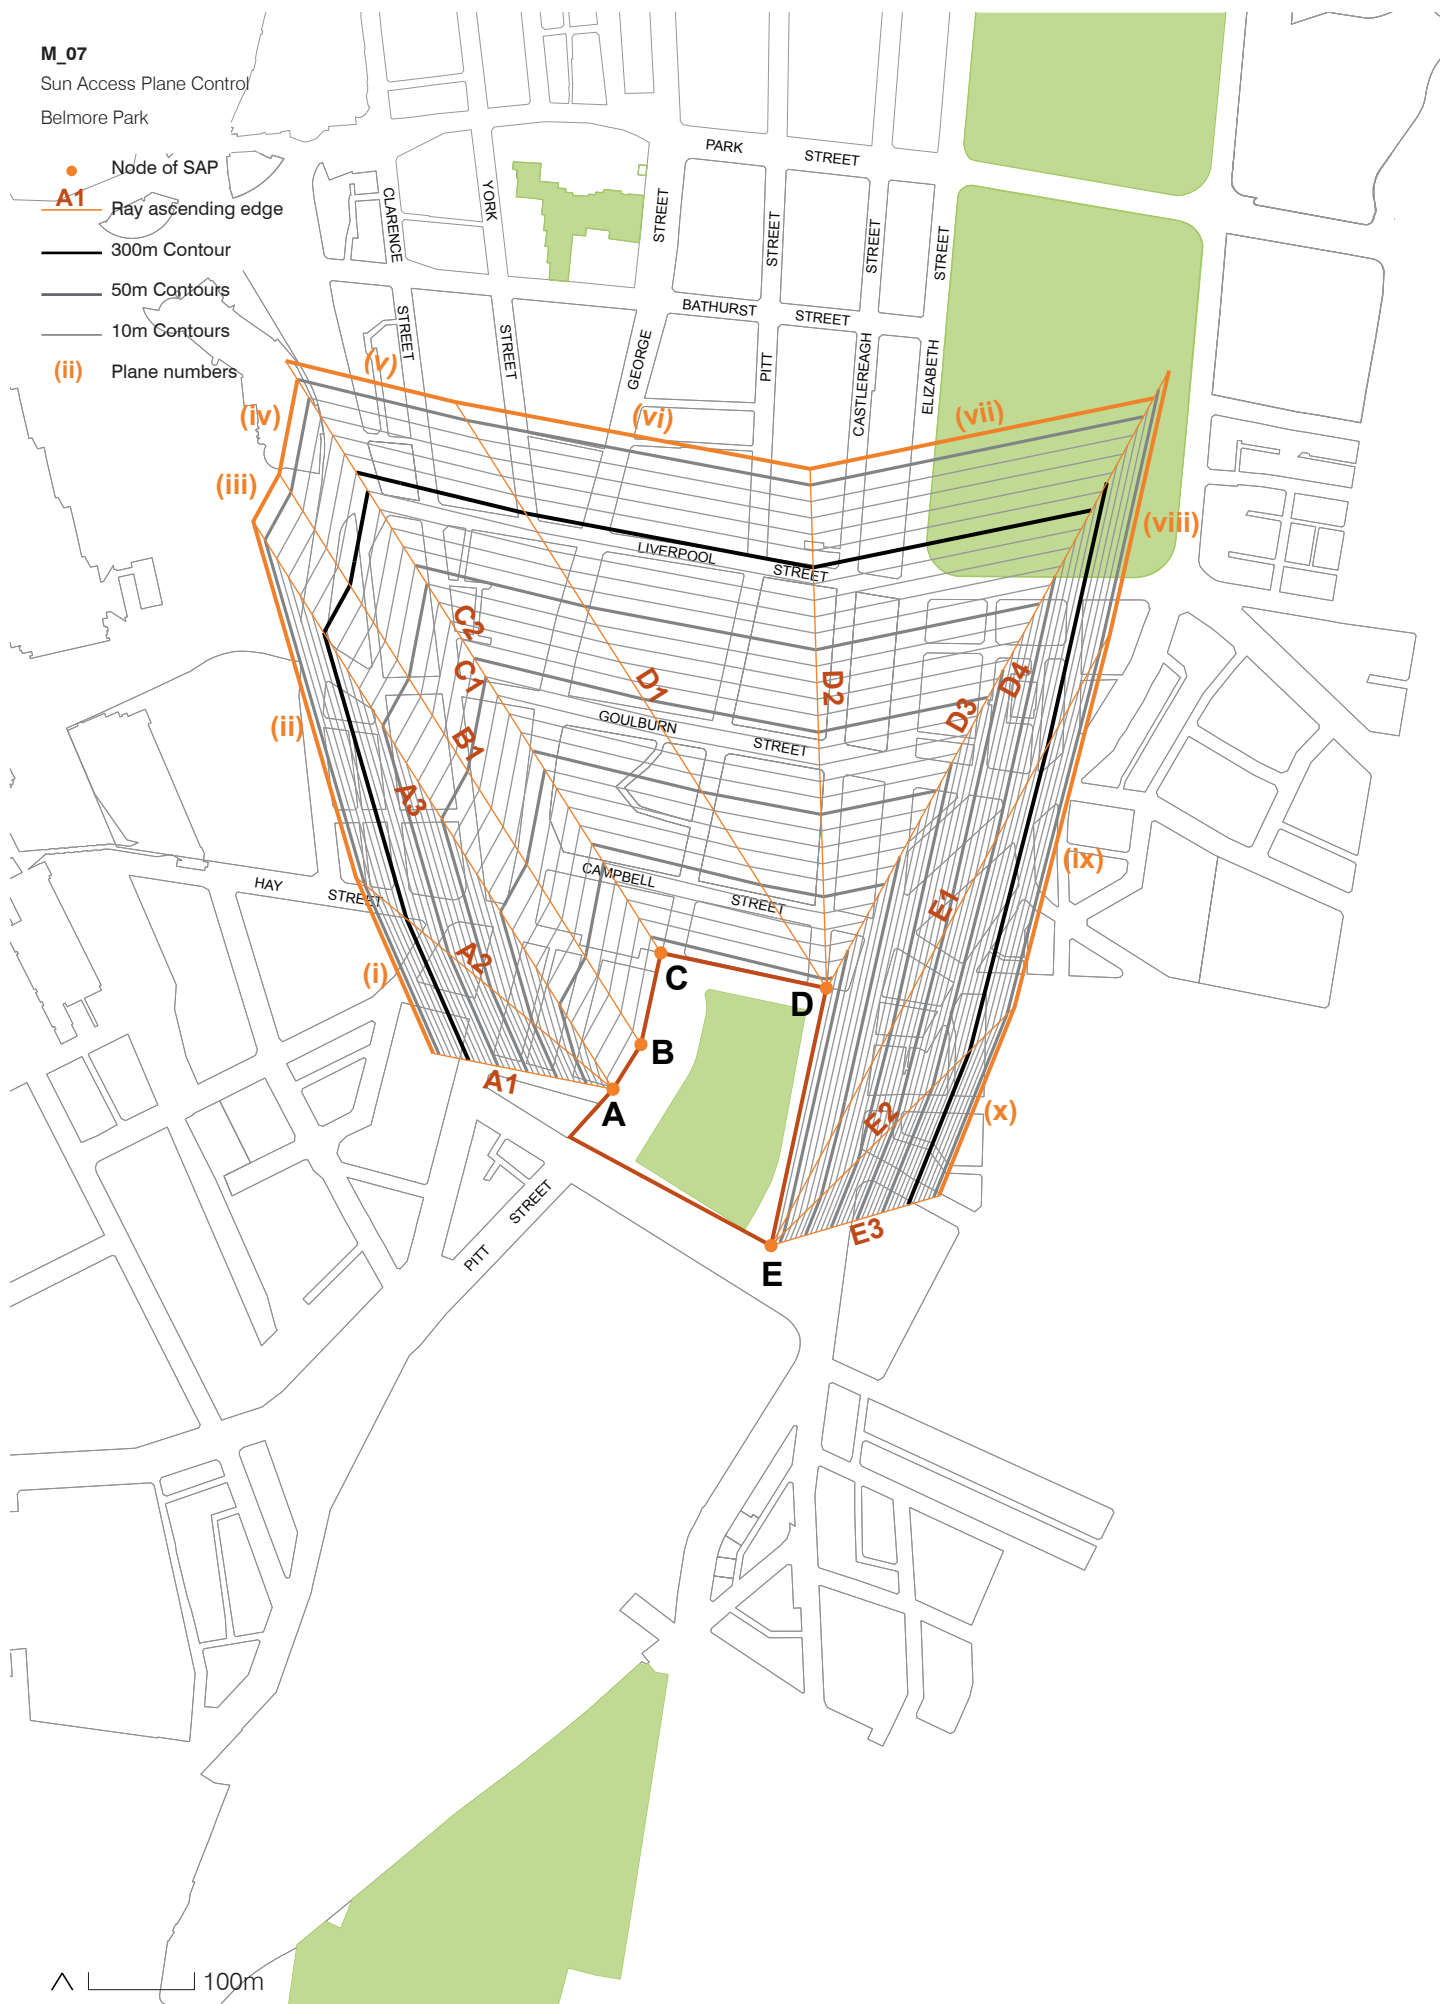 M_07
Sun Access Plane Control
Belmore Park
Node of SAP
A1
Ray ascending edge
300m Contour
50m Contours
10m Contours
(ii)
Plane numbers
PARK
STREET
CLARENCE
STREET
YORK
STREET
GEORGE
STREET
PITT
STREET
CASTLEREAGH
STREET
ELIZABETH
STREET
BATHURST
STREET
(v)
(vi)
(vii)
(iv)
(iii)
(viii)
LIVERPOOL
STREET
C2
C1
D1
D2
D3
D4
(ii)
GOULBURN
STREET
B1
A3
(ix)
CAMPBELL
STREET
HAY
STREET
E1
A2
(i)
C
D
B
A1
A
E2
(x)
E3
E
PITT
STREET
100m